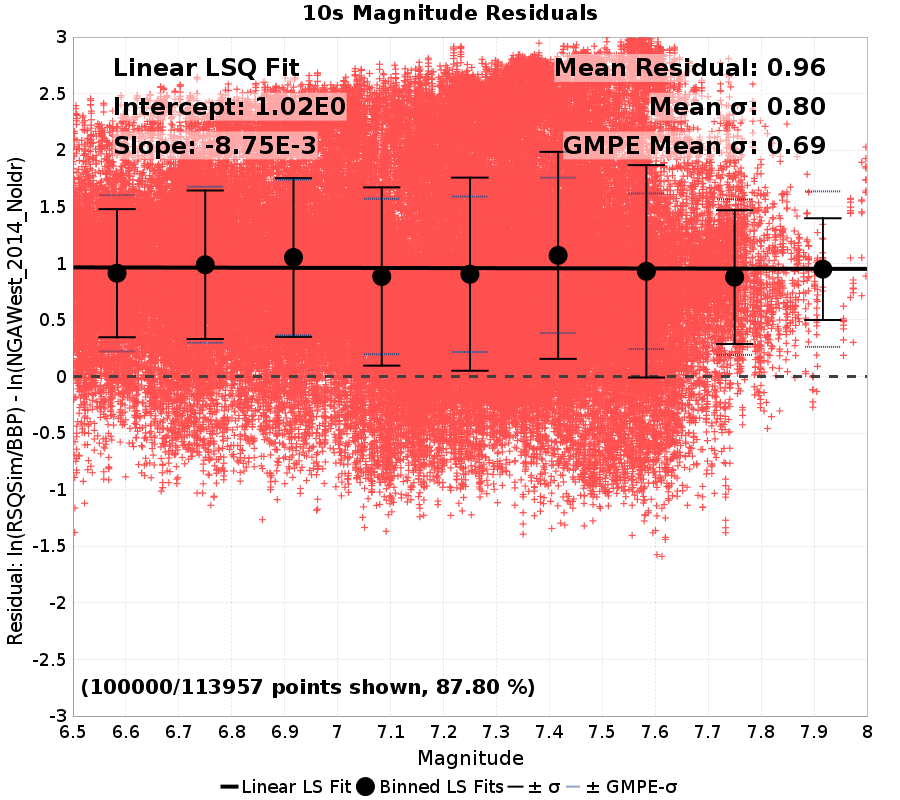 10s Magnitude Residuals
Linear LSQ Fit
Mean Residual: 0.96
Intercept: 1.02E0
Mean σ: 0.80
Slope: -8.75E-3
GMPE Mean σ: 0.69
3
2.5
2
1.5
1
0.5
0
-0.5
-1
-1.5
-2
-2.5
-3
Residual: ln(RSQSim/BBP) - ln(NGAWest_2014_NoIdr)
(100000/113957 points shown, 87.80 %)
6.5 6.6 6.7 6.8 6.9 7 7.1 7.2 7.3 7.4 7.5 7.6 7.7 7.8 7.9 8
Magnitude
Linear LS Fit Binned LS Fits ± σ ± GMPE-σ